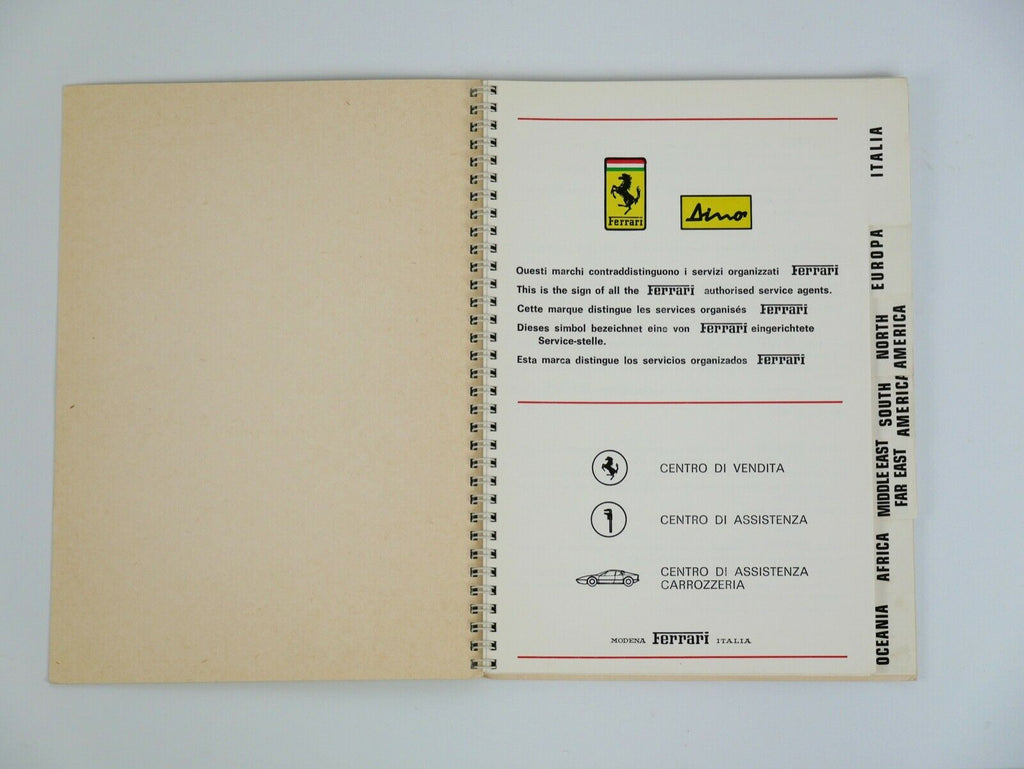 Ferrari
Dino
Questi marchi contraddistinguono i servizi organizzati Ferrari
This is the sign of all the Ferrari authorised service agents.
Cette marque distingue les services organisés Ferrari
Dieses simbol bezeichnet eine von Ferrari eingerichtete
Service-stelle.
Esta marca distingue los servicios organizados Ferrari
CENTRO DI VENDITA
CENTRO DI ASSISTENZA
CENTRO DI ASSISTENZA
CARROZZERIA
MODENA Ferrari ITALIA
ITALIA
EUROPA
NORTH
AMERICA
SOUTH
AMERICA
MIDDLE EAST
FAR EAST
AFRICA
OCEANIA